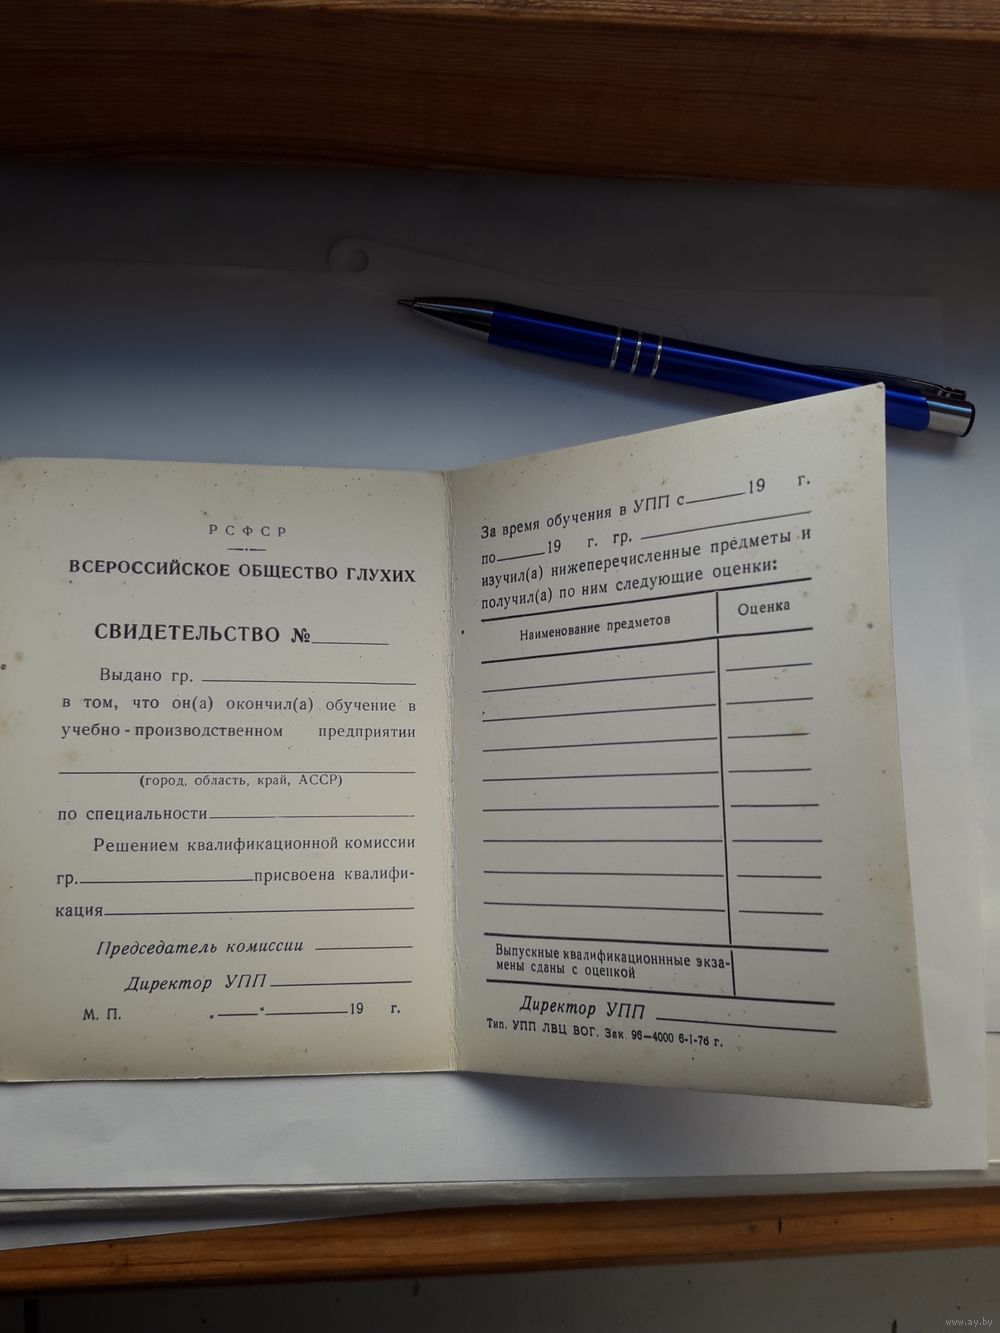 РСФСР
ВСЕРОССИЙСКОЕ ОБЩЕСТВО ГЛУХИХ
СВИДЕТЕЛЬСТВО №
Выдано гр.
в том, что он(а) окончил(а) обучение в
учебно-производственном предприятии
(город, область, край, АССР)
по специальности
Решением квалификационной комиссии
гр. присвоена квалифи-
кация
Председатель комиссии
Директор УПП
М. П. „ “ 19 г.
За время обучения в УПП с 19 г.
по 19 г. гр.
изучил(а) нижеперечисленные предметы и
получил(а) по ним следующие оценки:
Наименование предметов Оценка
Выпускные квалификационнные экза-
мены сданы с оценкой
Директор УПП
Тип. УПП ЛВЦ ВОГ. Зак. 96—4000 6-I-76 г.
www.ay.by